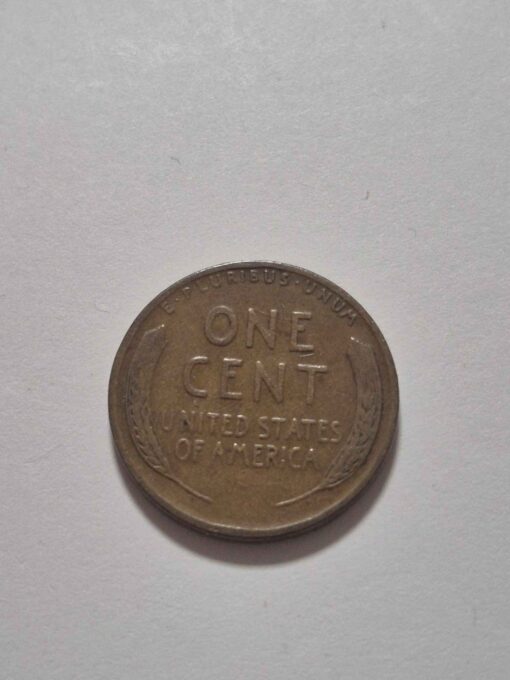 E·PLURIBUS·UNUM
ONE
CENT
UNITED STATES
OF AMERICA